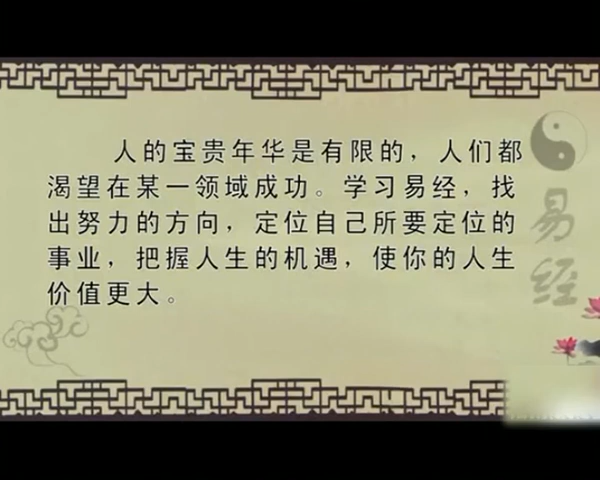 人的宝贵年华是有限的，人们都
渴望在某一领域成功。学习易经，找
出努力的方向，定位自己所要定位的
事业，把握人生的机遇，使你的人生
价值更大。
易
经